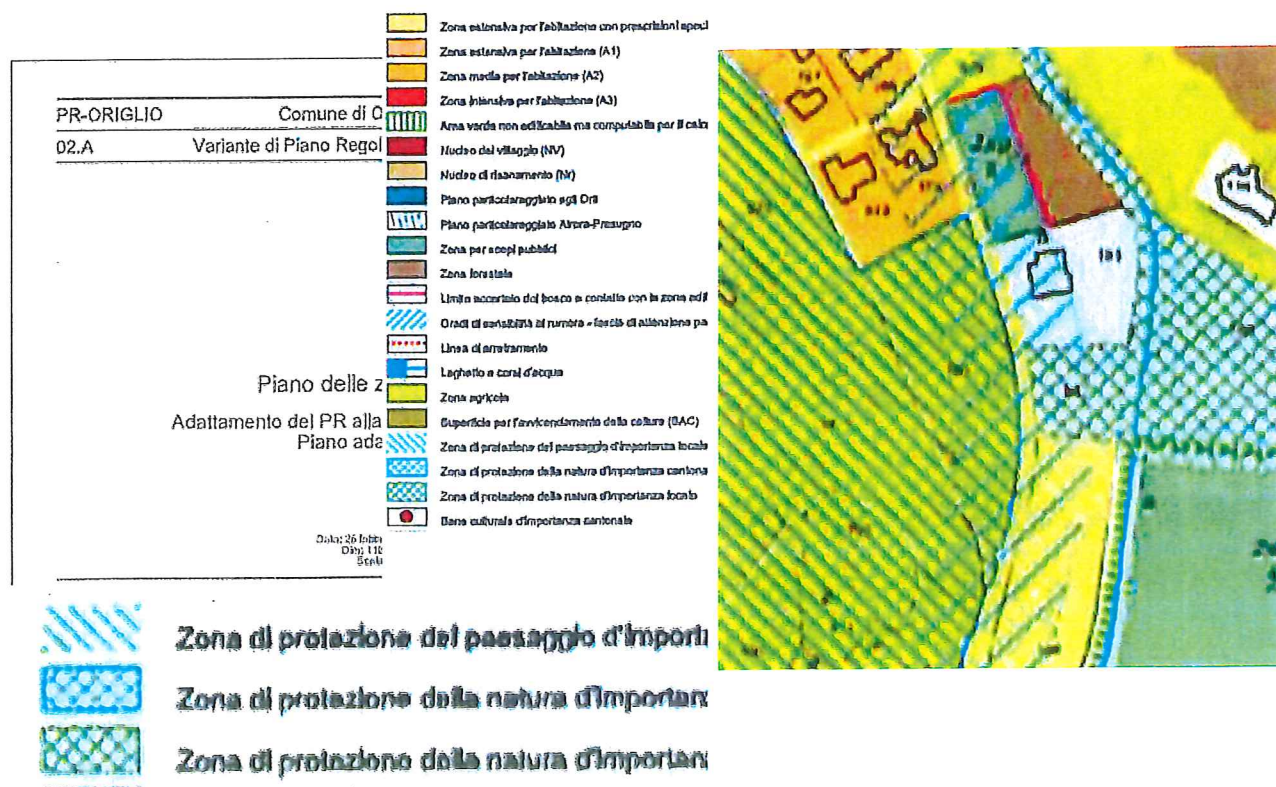 PR-ORIGLIO Comune di O
02.A Variante di Piano Regol
Piano delle z
Adattamento del PR alla
Piano ada
Zona estensiva per l'abitazione con prescrizioni speci
Zona estensiva per l'abitazione (A1)
Zona media per l'abitazione (A2)
Zona intensiva per l'abitazione (A3)
Area verde non edificabile ma computabile per il calc
Nucleo del villaggio (NV)
Nucleo di risanamento (Nr)
Piano particolareggiato agli Orti
Piano particolareggiato
Zona per scopi pubblici
Zona forestale
Limite accertato del bosco a contatto con la zona edif
Gradi di sensibilità al rumore - fascia di attenzione pa
Linea di arretramento
Laghetto e corsi d'acqua
Zona agricola
Superficie per l'avvicendamento delle colture (SAC)
Zona di protezione del paesaggio d'importanza locale
Zona di protezione della natura d'importanza cantona
Zona di protezione della natura d'importanza locale
Bene culturale d'importanza cantonale
Zona di protezione del paesaggio d'import
Zona di protezione della natura d'importan
Zona di protezione della natura d'importan